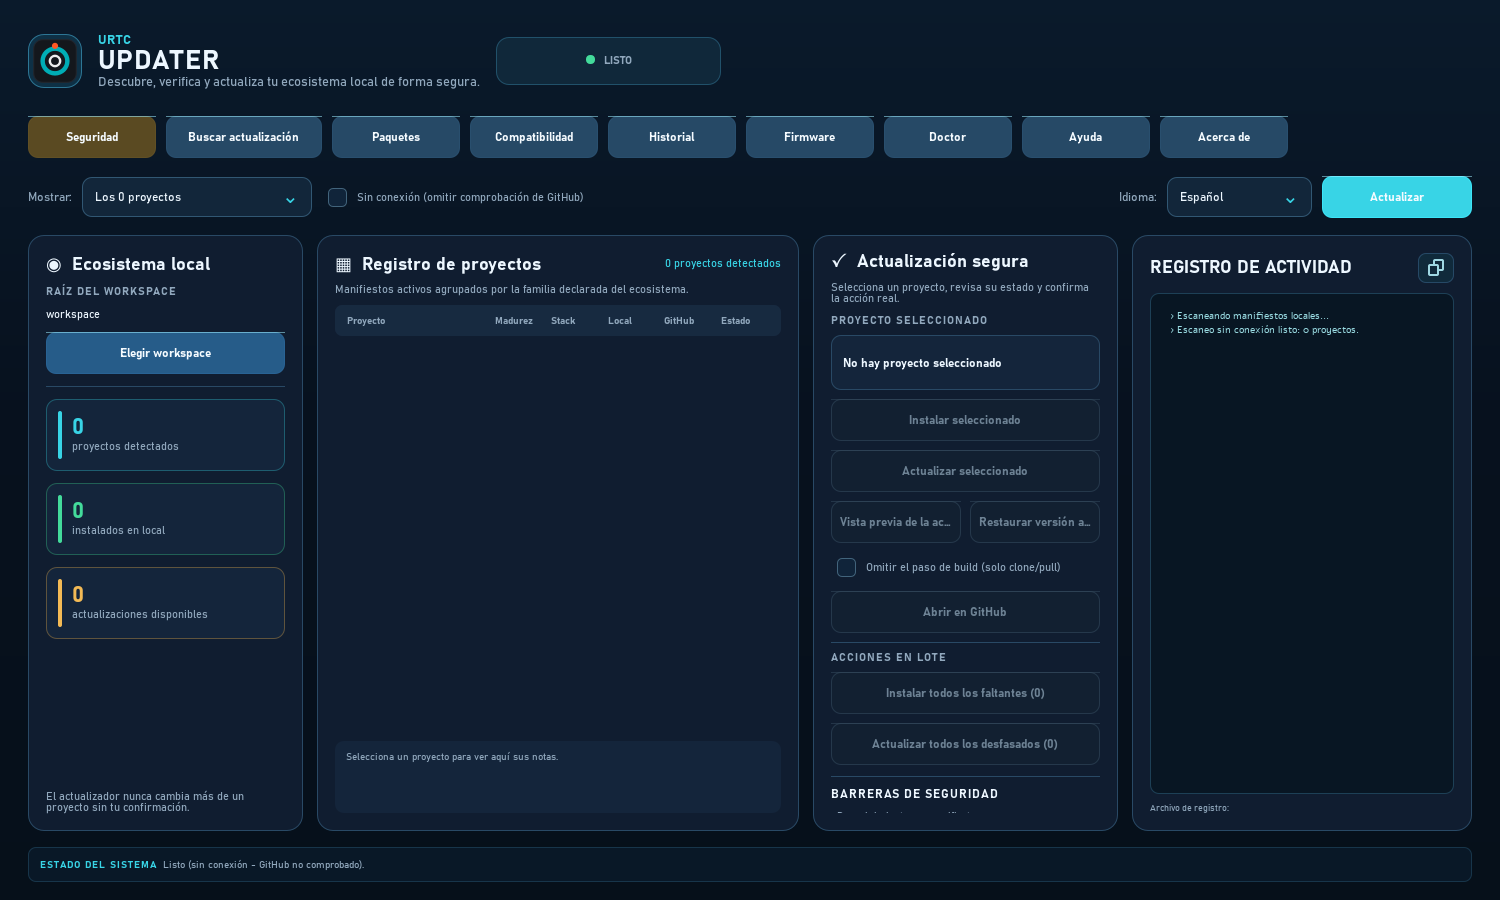 URTC
UPDATER
Descubre, verifica y actualiza tu ecosistema local de forma segura.
LISTO
Seguridad
Buscar actualización
Paquetes
Compatibilidad
Historial
Firmware
Doctor
Ayuda
Acerca de
Mostrar:
Los 0 proyectos
Sin conexión (omitir comprobación de GitHub)
Idioma:
Español
Actualizar
Ecosistema local
RAÍZ DEL WORKSPACE
workspace
Elegir workspace
0
proyectos detectados
0
instalados en local
0
actualizaciones disponibles
El actualizador nunca cambia más de un
proyecto sin tu confirmación.
Registro de proyectos
0 proyectos detectados
Manifiestos activos agrupados por la familia declarada del ecosistema.
Proyecto Madurez Stack Local GitHub Estado
Selecciona un proyecto para ver aquí sus notas.
Actualización segura
Selecciona un proyecto, revisa su estado y confirma
la acción real.
PROYECTO SELECCIONADO
No hay proyecto seleccionado
Instalar seleccionado
Actualizar seleccionado
Vista previa de la ac…
Restaurar versión a…
Omitir el paso de build (solo clone/pull)
Abrir en GitHub
ACCIONES EN LOTE
Instalar todos los faltantes (0)
Actualizar todos los desfasados (0)
BARRERAS DE SEGURIDAD
REGISTRO DE ACTIVIDAD
› Escaneando manifiestos locales...
› Escaneo sin conexión listo: 0 proyectos.
Archivo de registro:
ESTADO DEL SISTEMA Listo (sin conexión - GitHub no comprobado).